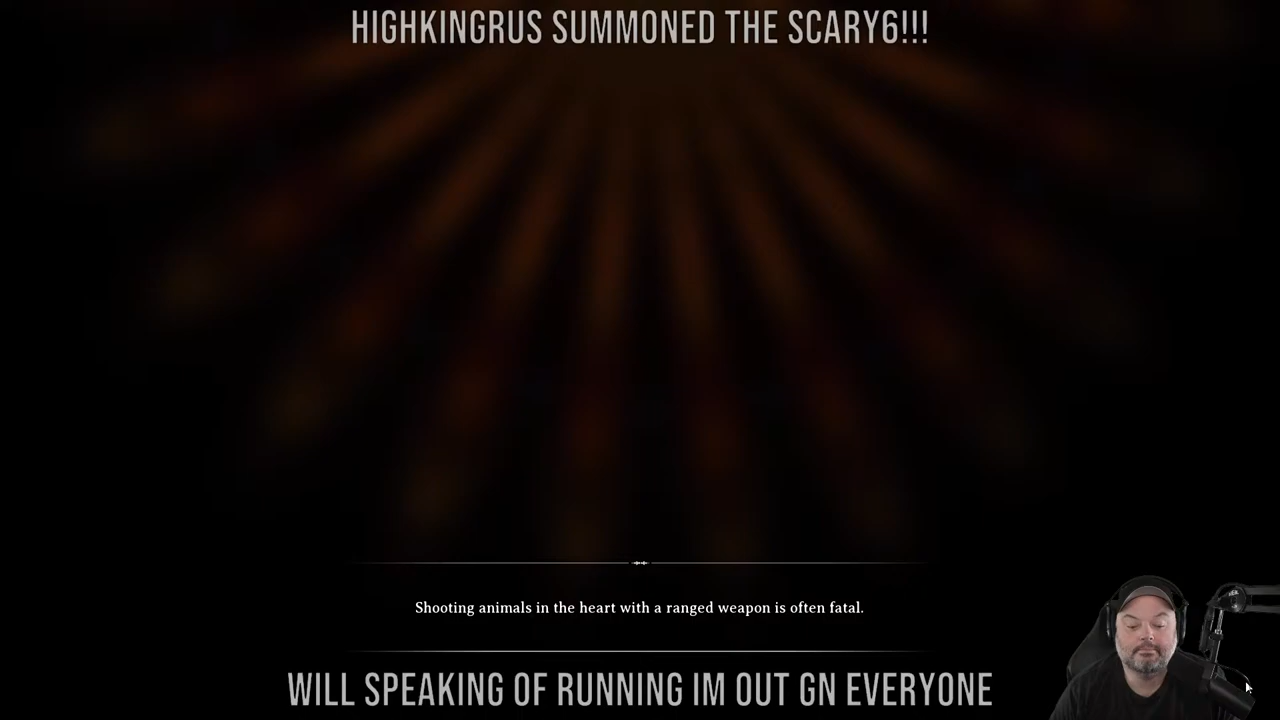 HIGHKINGRUS SUMMONED THE SCARY6!!!
Shooting animals in the heart with a ranged weapon is often fatal.
WILL SPEAKING OF RUNNING IM OUT GN EVERYONE